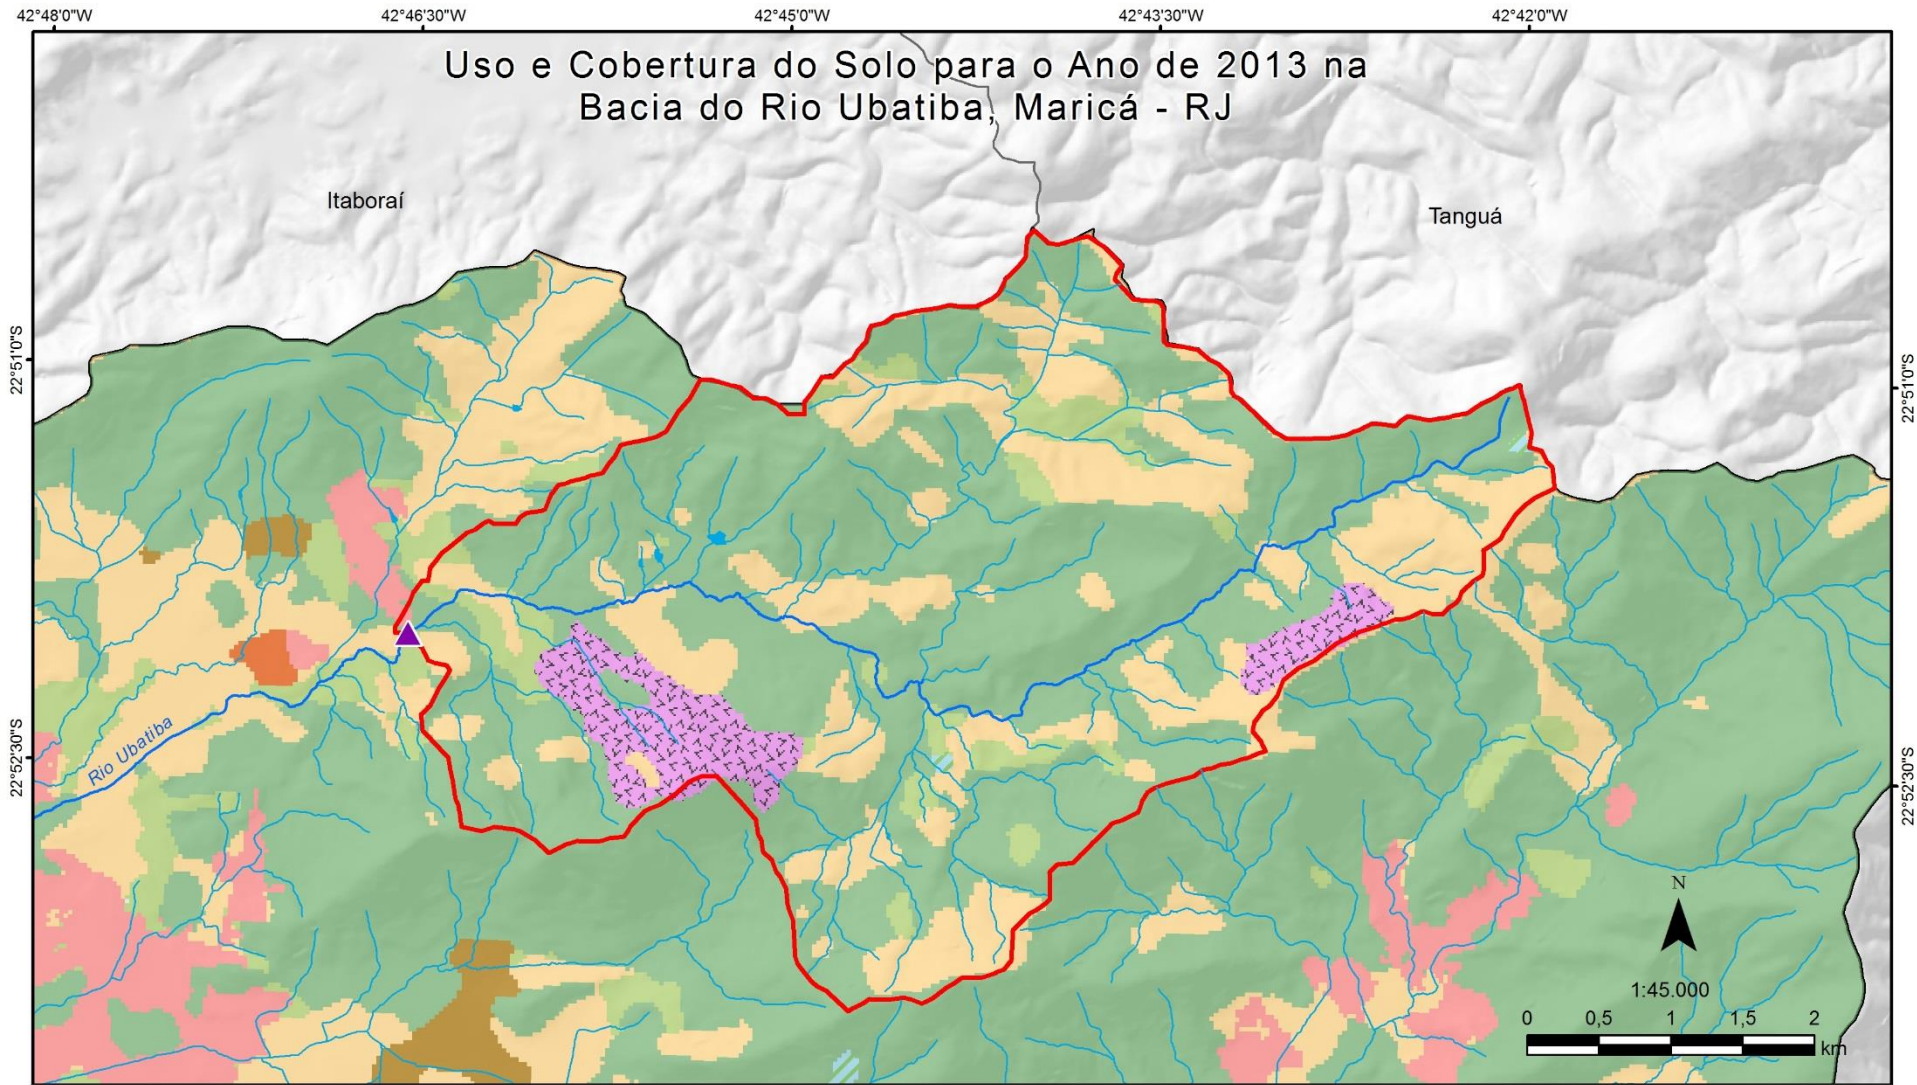 42°48'0"W
42°46'30"W
42°45'0"W
42°43'30"W
42°42'0"W
Uso e Cobertura do Solo para o Ano de 2013 na
Bacia do Rio Ubatiba, Maricá - RJ
Itaboraí
Tanguá
22°51'0"S
22°51'0"S
Rio Ubatiba
22°52'30"S
22°52'30"S
N
1:45.000
0 0,5 1 1,5 2
km